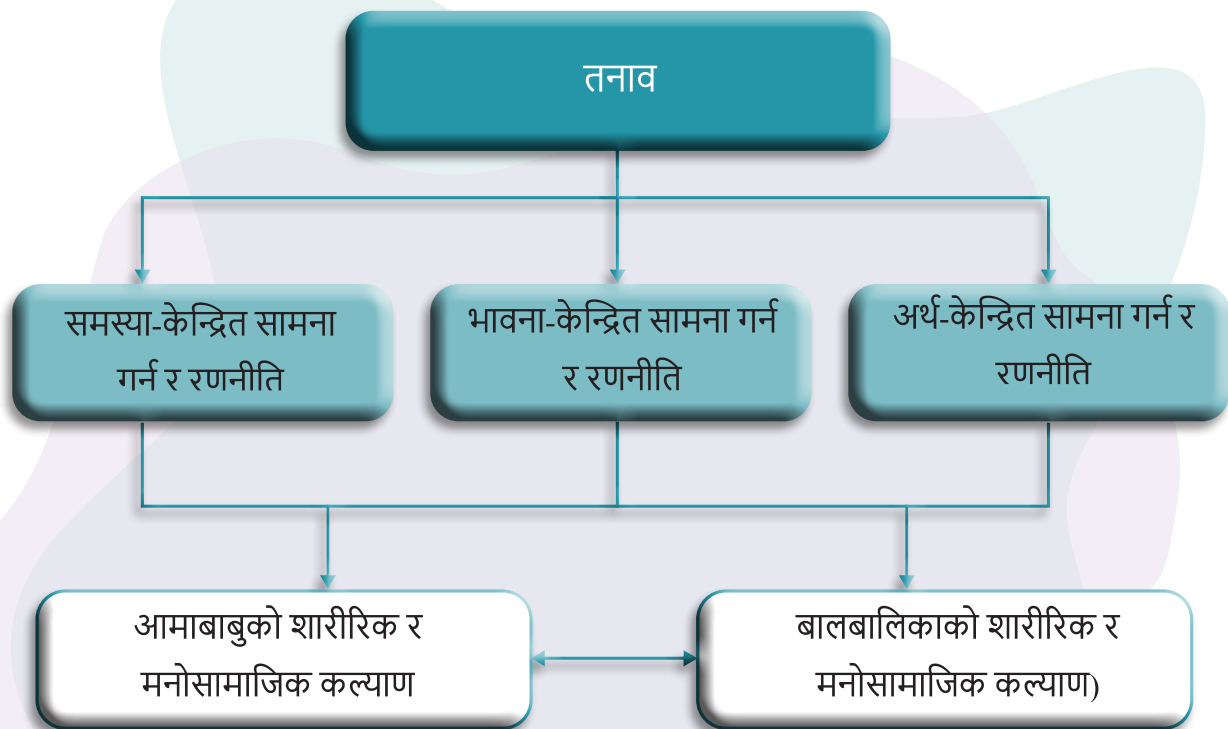 तनाव
समस्या-केन्द्रित सामना
गर्न र रणनीति
भावना-केन्द्रित सामना गर्न
र रणनीति
अर्थ-केन्द्रित सामना गर्न र
रणनीति
आमाबाबुको शारीरिक र
मनोसामाजिक कल्याण
बालबालिकाको शारीरिक र
मनोसामाजिक कल्याण)